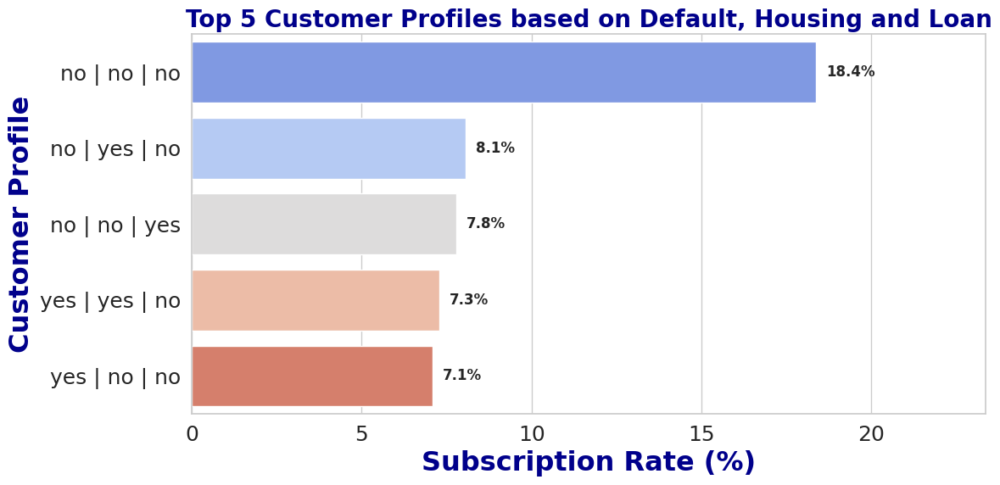 Top 5 Customer Profiles based on Default, Housing and Loan
Customer Profile
no | no | no
18.4%
no | yes | no
8.1%
no | no | yes
7.8%
yes | yes | no
7.3%
yes | no | no
7.1%
0 5 10 15 20
Subscription Rate (%)